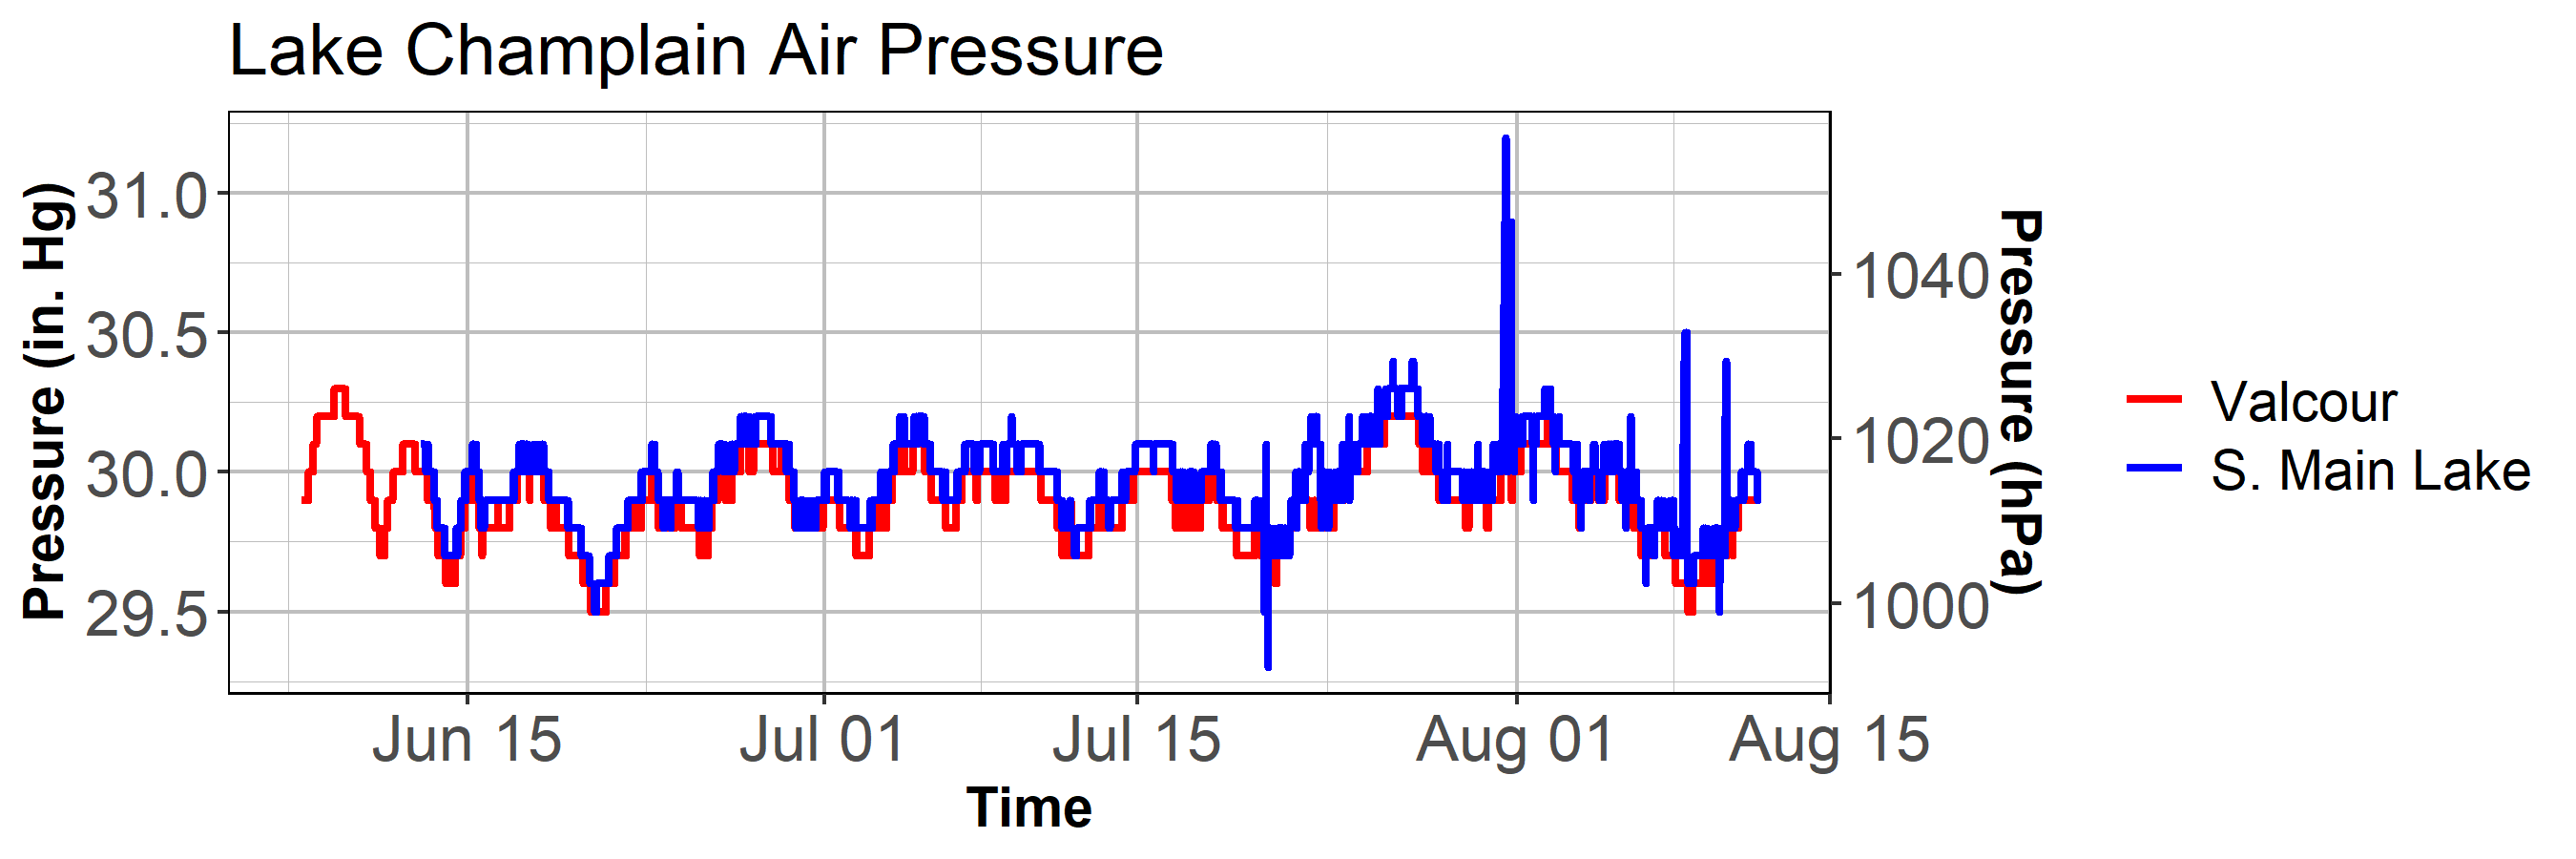 Lake Champlain Air Pressure
Pressure (in. Hg)
31.0
30.5
30.0
29.5
1040
1020
1000
Pressure (hPa)
Jun 15
Jul 01
Jul 15
Aug 01
Aug 15
Time
Valcour
S. Main Lake